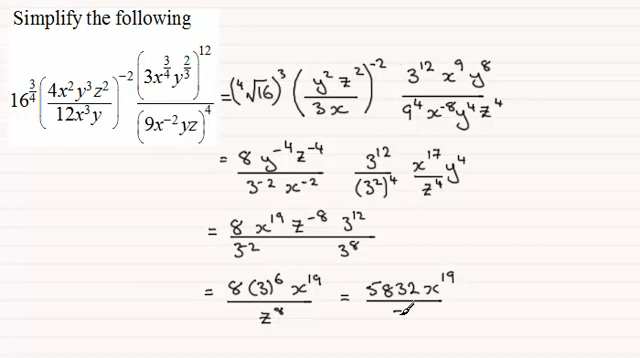 Simplify the following
16^{3/4} (4x²y³z² / 12x³y)^{-2} (3x^{3/4}y^{2/3})^{12} / (9x^{-2}yz)^4 = (⁴√16)³ (y²z² / 3x)^{-2} 3^{12} x^9 y^8 / 9^4 x^{-8} y^4 z^4
= 8 y^{-4} z^{-4} / 3^{-2} x^{-2} 3^{12} / (3²)^4 x^{17} / z^4 y^4
= 8 x^{19} z^{-8} 3^{12} / 3^{-2} 3^8
= 8(3)^6 x^{19} / z^8 = 5832x^{19} /